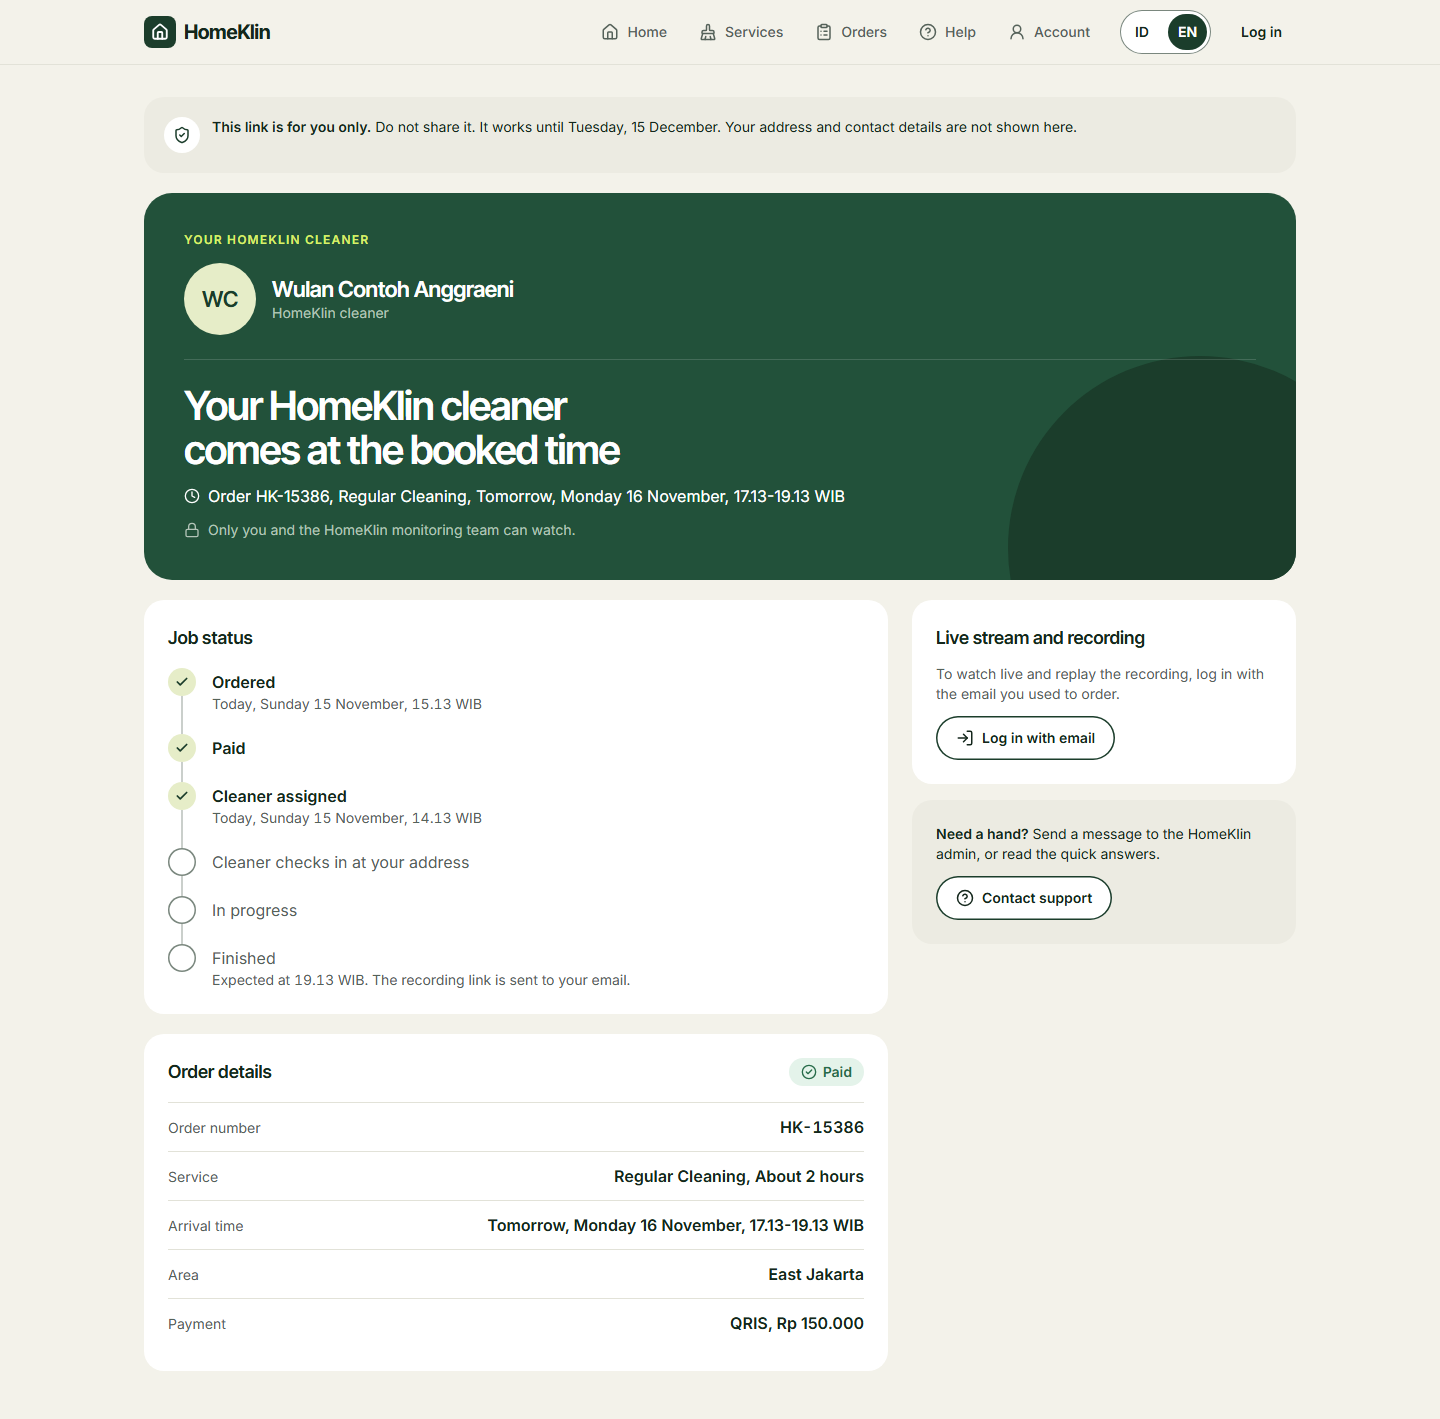 HomeKlin
Home
Services
Orders
Help
Account
ID
EN
Log in
This link is for you only. Do not share it. It works until Tuesday, 15 December. Your address and contact details are not shown here.
YOUR HOMEKLIN CLEANER
WC
Wulan Contoh Anggraeni
HomeKlin cleaner
Your HomeKlin cleaner
comes at the booked time
Order HK-15386, Regular Cleaning, Tomorrow, Monday 16 November, 17.13-19.13 WIB
Only you and the HomeKlin monitoring team can watch.
Job status
Ordered
Today, Sunday 15 November, 15.13 WIB
Paid
Cleaner assigned
Today, Sunday 15 November, 14.13 WIB
Cleaner checks in at your address
In progress
Finished
Expected at 19.13 WIB. The recording link is sent to your email.
Live stream and recording
To watch live and replay the recording, log in with
the email you used to order.
Log in with email
Need a hand? Send a message to the HomeKlin
admin, or read the quick answers.
Contact support
Order details
Paid
Order number
HK-15386
Service
Regular Cleaning, About 2 hours
Arrival time
Tomorrow, Monday 16 November, 17.13-19.13 WIB
Area
East Jakarta
Payment
QRIS, Rp 150.000